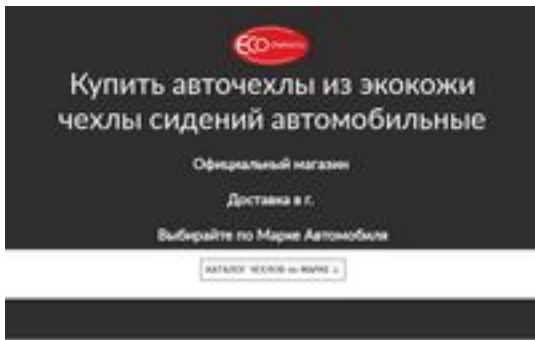 ECO
Купить авточехлы из экокожи
чехлы сидений автомобильные
Официальный магазин
Доставка в г.
Выбирайте по Марке Автомобиля
КАТАЛОГ ЧЕХЛОВ по МАРКЕ